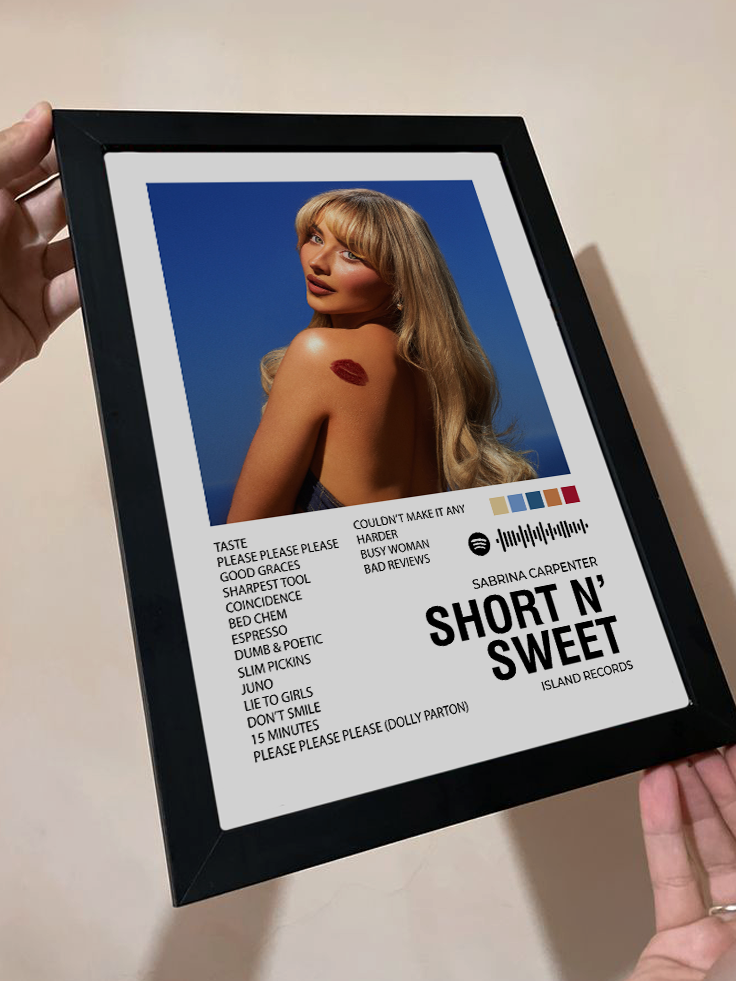 TASTE
PLEASE PLEASE PLEASE
GOOD GRACES
SHARPEST TOOL
COINCIDENCE
BED CHEM
ESPRESSO
DUMB & POETIC
SLIM PICKINS
JUNO
LIE TO GIRLS
DON'T SMILE
15 MINUTES
PLEASE PLEASE PLEASE (DOLLY PARTON)
COULDN'T MAKE IT ANY
HARDER
BUSY WOMAN
BAD REVIEWS
SABRINA CARPENTER
SHORT N'
SWEET
ISLAND RECORDS